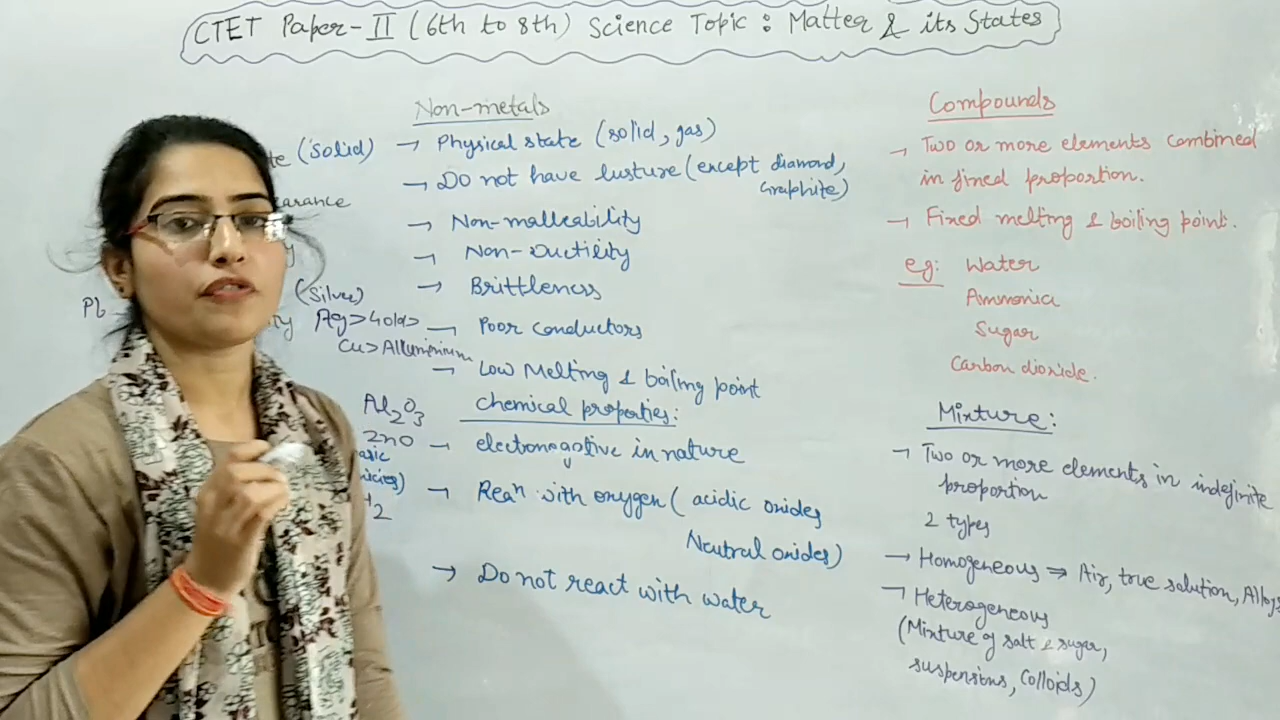 CTET Paper-II (6th to 8th) Science Topic: Matter & its States
te (Solid)
arance
y
Pb
(Silver)
ty Ag > Gold >
Cu > Alluminium
Al2O3
ZnO
2
Non-metals
→ Physical state (solid, gas)
→ Do not have lusture (except diamond,
Graphite)
→ Non-malleability
→ Non-Ductility
→ Brittleness
→ Poor conductors
→ Low Melting & boiling point
chemical properties:
→ electronegative in nature
→ Reaⁿ with oxygen (acidic oxides
Neutral oxides)
→ Do not react with water
Compounds
→ Two or more elements combined
in fixed proportion.
→ Fixed melting & boiling point.
eg: Water
Ammonia
Sugar
Carbon dioxide.
Mixture:
→ Two or more elements in indefinite
proportion
2 types
→ Homogeneous ⇒ Air, true solution, Alloys
→ Heterogeneous
(Mixture of salt & sugar,
suspensions, Colloids)